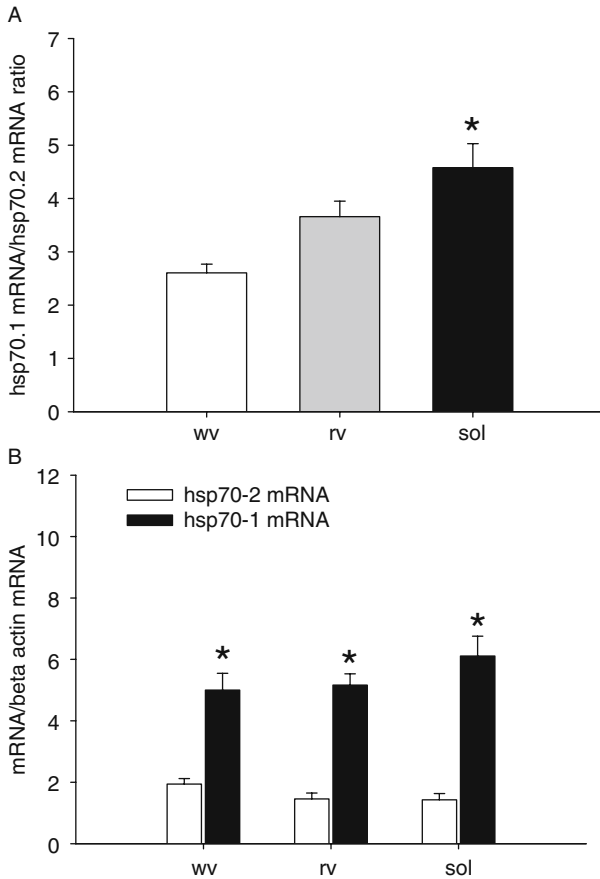 A
hsp70.1 mRNA/hsp70.2 mRNA ratio
7
6
5
4
3
2
1
0
*
wv rv sol
B
mRNA/beta actin mRNA
12
10
8
6
4
2
0
hsp70-2 mRNA
hsp70-1 mRNA
* * *
wv rv sol